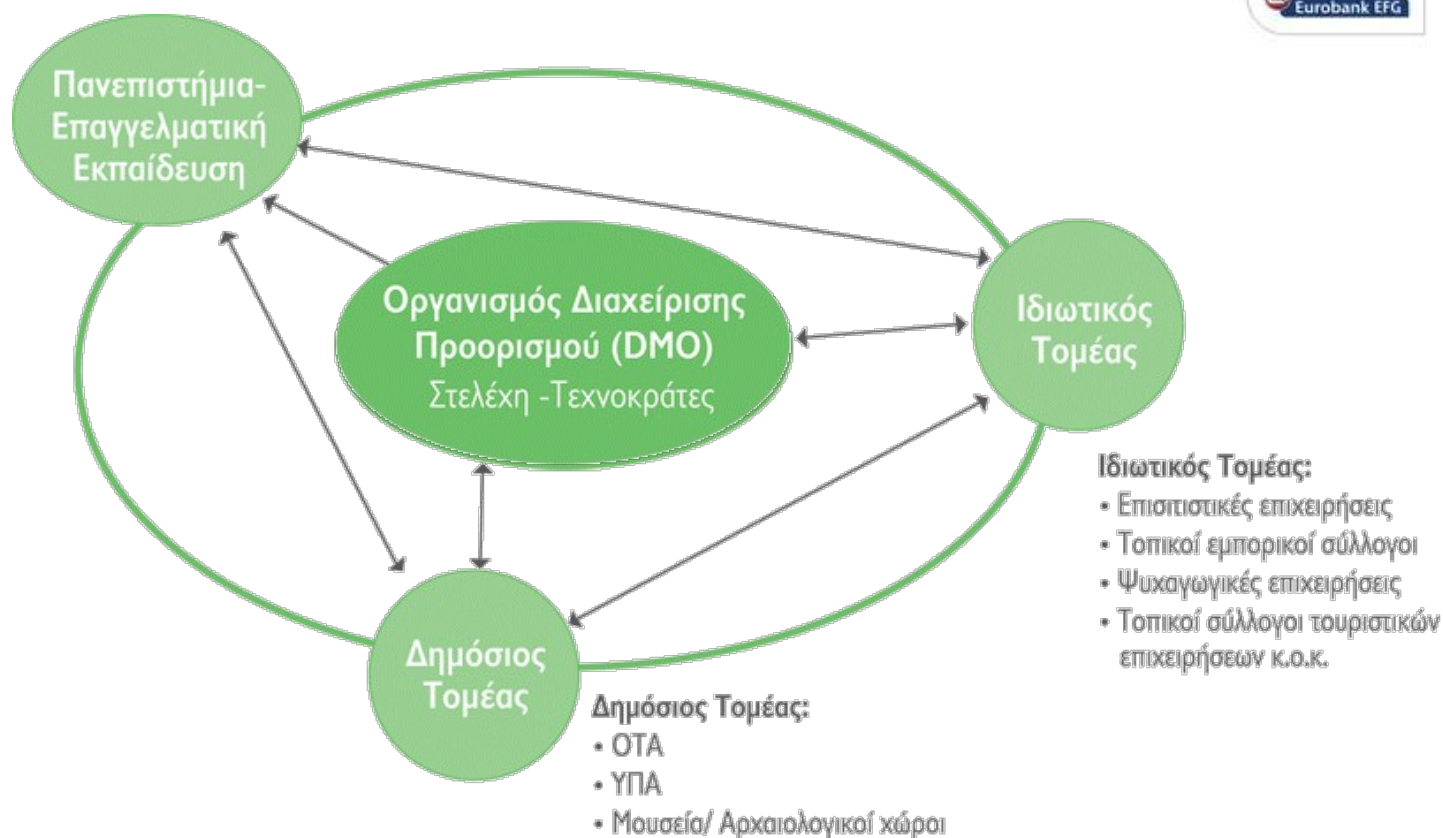 Eurobank EFG
Πανεπιστήμια-
Επαγγελματική
Εκπαίδευση
Οργανισμός Διαχείρισης
Προορισμού (DMO)
Στελέχη -Τεχνοκράτες
Ιδιωτικός
Τομέας
Ιδιωτικός Τομέας:
• Επισιτιστικές επιχειρήσεις
• Τοπικοί εμπορικοί σύλλογοι
• Ψυχαγωγικές επιχειρήσεις
• Τοπικοί σύλλογοι τουριστικών
επιχειρήσεων κ.ο.κ.
Δημόσιος
Τομέας
Δημόσιος Τομέας:
• ΟΤΑ
• ΥΠΑ
• Μουσεία/ Αρχαιολογικοί χώροι